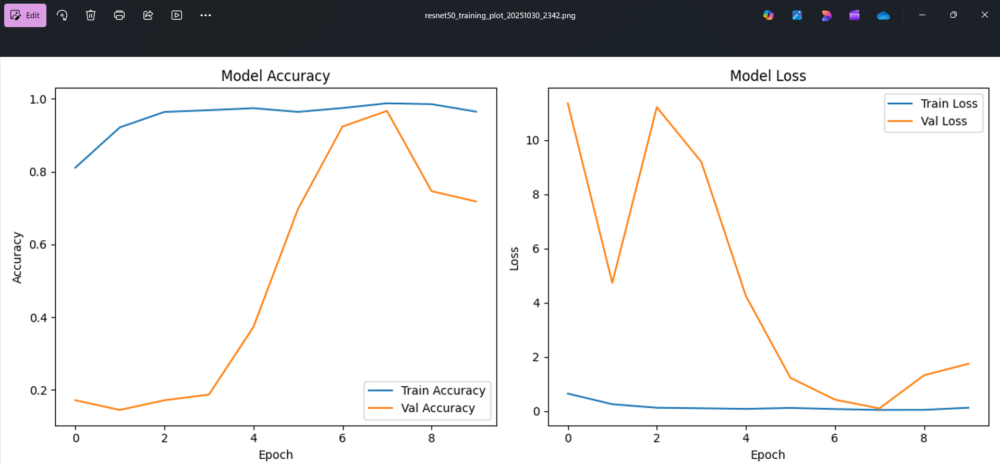 Edit
resnet50_training_plot_20251030_2342.png
Model Accuracy
1.0
0.8
0.6
0.4
0.2
Accuracy
0 2 4 6 8
Epoch
Train Accuracy
Val Accuracy
Model Loss
10
8
6
4
2
0
Loss
0 2 4 6 8
Epoch
Train Loss
Val Loss